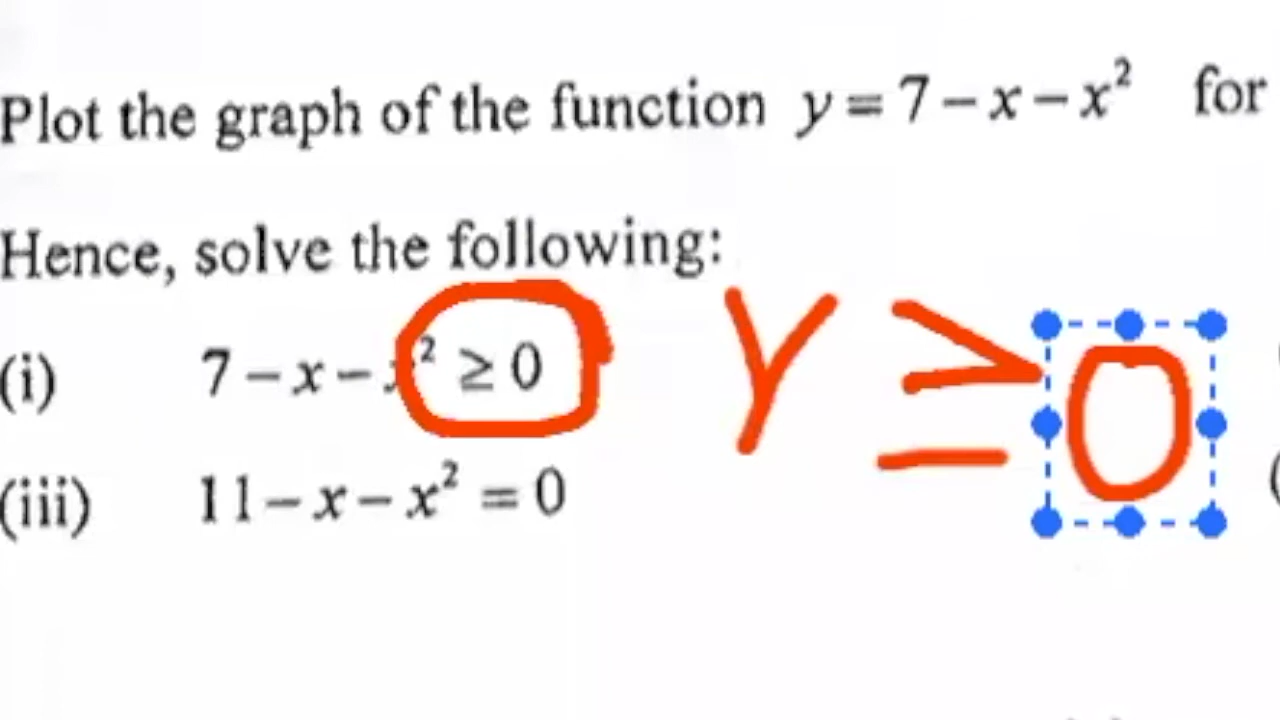 Plot the graph of the function y = 7 – x – x² for
Hence, solve the following:
(i) 7 – x – x² ≥ 0 Y ≥ 0
(iii) 11 – x – x² = 0